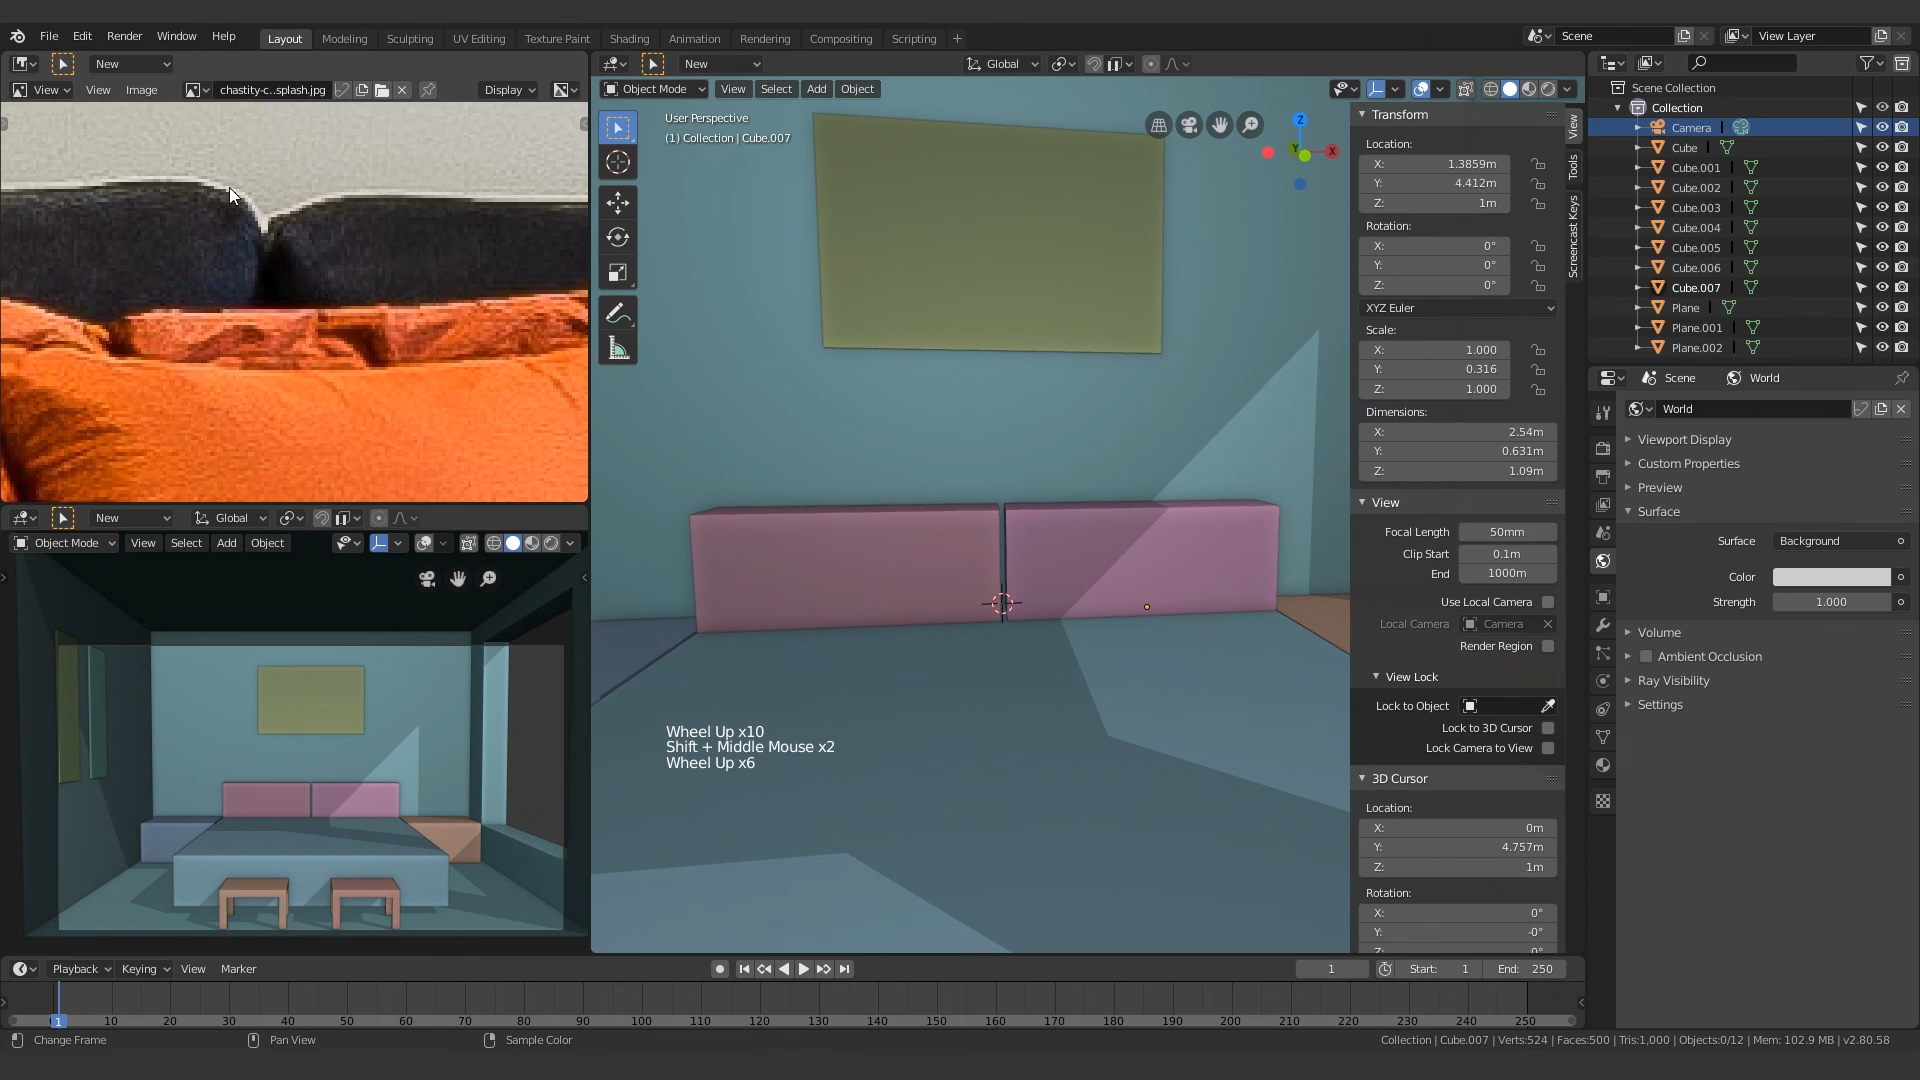 File Edit Render Window Help Layout Modeling Sculpting UV Editing Texture Paint Shading Animation Rendering Compositing Scripting + Scene View Layer
New New Global
View View Image chastity-c..splash.jpg Display Object Mode View Select Add Object
User Perspective
(1) Collection | Cube.007
Z
Y X
Transform
Location:
X: 1.3859m
Y: 4.412m
Z: 1m
Rotation:
X: 0°
Y: 0°
Z: 0°
XYZ Euler
Scale:
X: 1.000
Y: 0.316
Z: 1.000
Dimensions:
X: 2.54m
Y: 0.631m
Z: 1.09m
View
Focal Length 50mm
Clip Start 0.1m
End 1000m
Use Local Camera
Local Camera Camera
Render Region
View Lock
Lock to Object
Lock to 3D Cursor
Lock Camera to View
3D Cursor
Location:
X: 0m
Y: 4.757m
Z: 1m
Rotation:
X: 0°
Y: -0°
Z: 0°
View
Tools
Screencast Keys
Scene Collection
Collection
Camera
Cube
Cube.001
Cube.002
Cube.003
Cube.004
Cube.005
Cube.006
Cube.007
Plane
Plane.001
Plane.002
Scene World
World
Viewport Display
Custom Properties
Preview
Surface
Surface Background
Color
Strength 1.000
Volume
Ambient Occlusion
Ray Visibility
Settings
New Global
Object Mode View Select Add Object
Wheel Up x10
Shift + Middle Mouse x2
Wheel Up x6
Playback Keying View Marker 1 Start: 1 End: 250
1 10 20 30 40 50 60 70 80 90 100 110 120 130 140 150 160 170 180 190 200 210 220 230 240 250
Change Frame Pan View Sample Color Collection | Cube.007 | Verts:524 | Faces:500 | Tris:1,000 | Objects:0/12 | Mem: 102.9 MB | v2.80.58